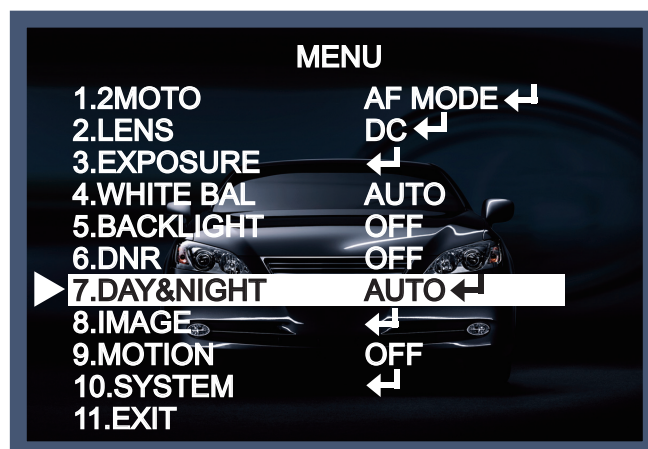 MENU
1.2MOTO AF MODE
2.LENS DC
3.EXPOSURE
4.WHITE BAL AUTO
5.BACKLIGHT OFF
6.DNR OFF
7.DAY&NIGHT AUTO
8.IMAGE
9.MOTION OFF
10.SYSTEM
11.EXIT